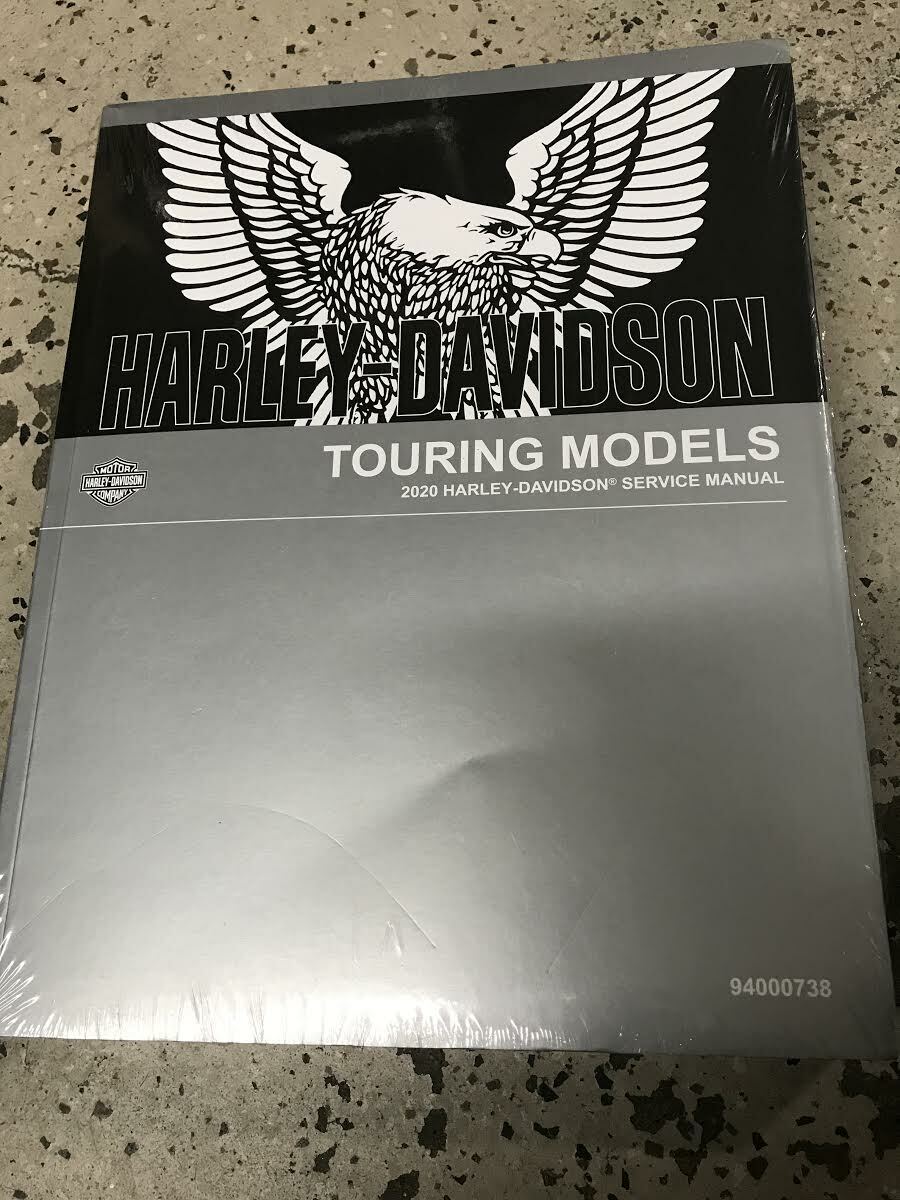 HARLEY-DAVIDSON
TOURING MODELS
2020 HARLEY-DAVIDSON® SERVICE MANUAL
MOTOR
HARLEY-DAVIDSON
COMPANY
94000738